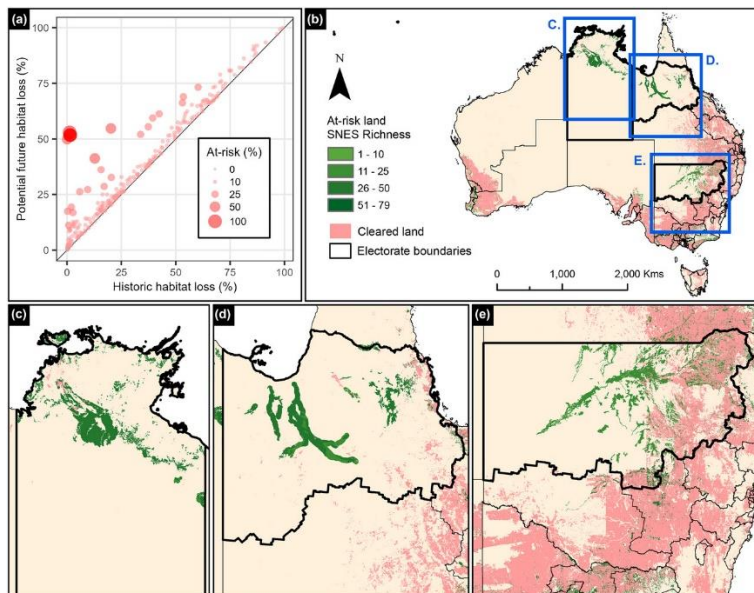 (a)
Potential future habitat loss (%)
100
75
50
25
0
0
25
50
75
100
Historic habitat loss (%)
At-risk (%)
0
10
25
50
100
(b)
N
C.
D.
E.
At-risk land
SNES Richness
1 - 10
11 - 25
26 - 50
51 - 79
Cleared land
Electorate boundaries
0 1,000 2,000 Kms
(c)
(d)
(e)